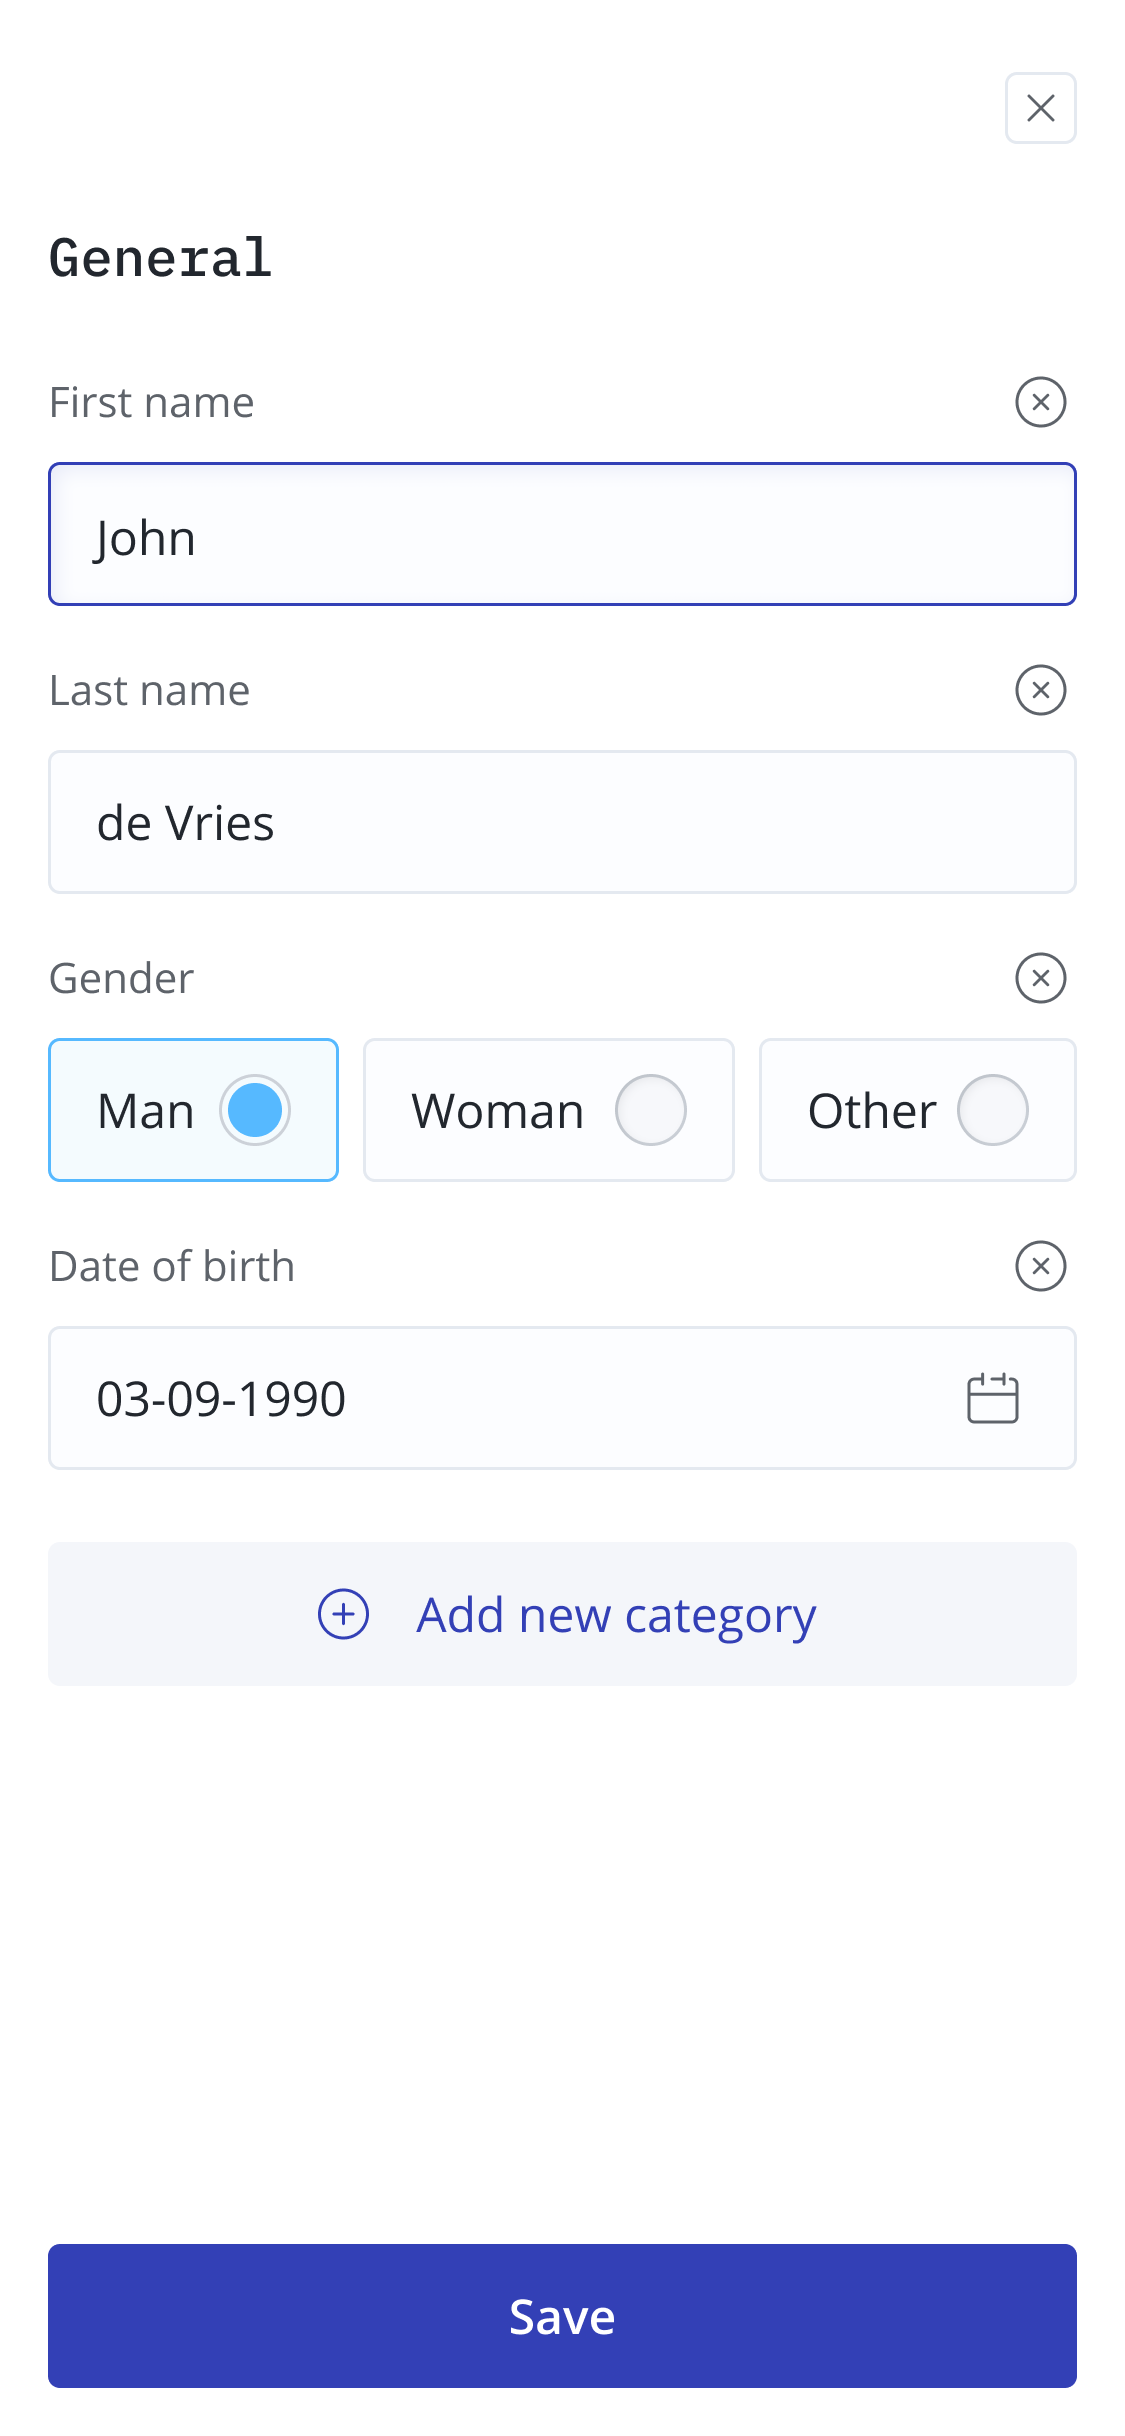 General
First name
John
Last name
de Vries
Gender
Man Woman Other
Date of birth
03-09-1990
Add new category
Save